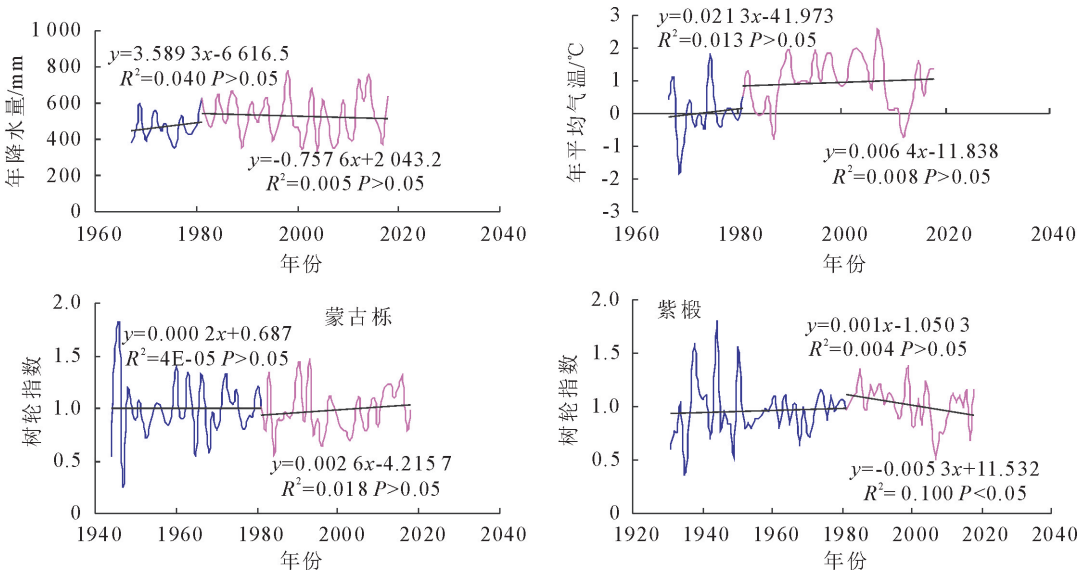 1 000
800
600
400
200
0
年降水量/mm
y=3.589 3x-6 616.5
R²=0.040 P>0.05
y=-0.757 6x+2 043.2
R²=0.005 P>0.05
1960 1980 2000 2020 2040
年份
3
2
1
0
-1
-2
-3
年平均气温/℃
y=0.021 3x-41.973
R²=0.013 P>0.05
y=0.006 4x-11.838
R²=0.008 P>0.05
1960 1980 2000 2020 2040
年份
2.0
1.5
1.0
0.5
0
树轮指数
蒙古栎
y=0.000 2x+0.687
R²=4E-05 P>0.05
y=0.002 6x-4.215 7
R²=0.018 P>0.05
1940 1960 1980 2000 2020 2040
年份
2.0
1.5
1.0
0.5
0
树轮指数
紫椴
y=0.001x-1.050 3
R²=0.004 P>0.05
y=-0.005 3x+11.532
R²= 0.100 P<0.05
1920 1940 1960 1980 2000 2020 2040
年份